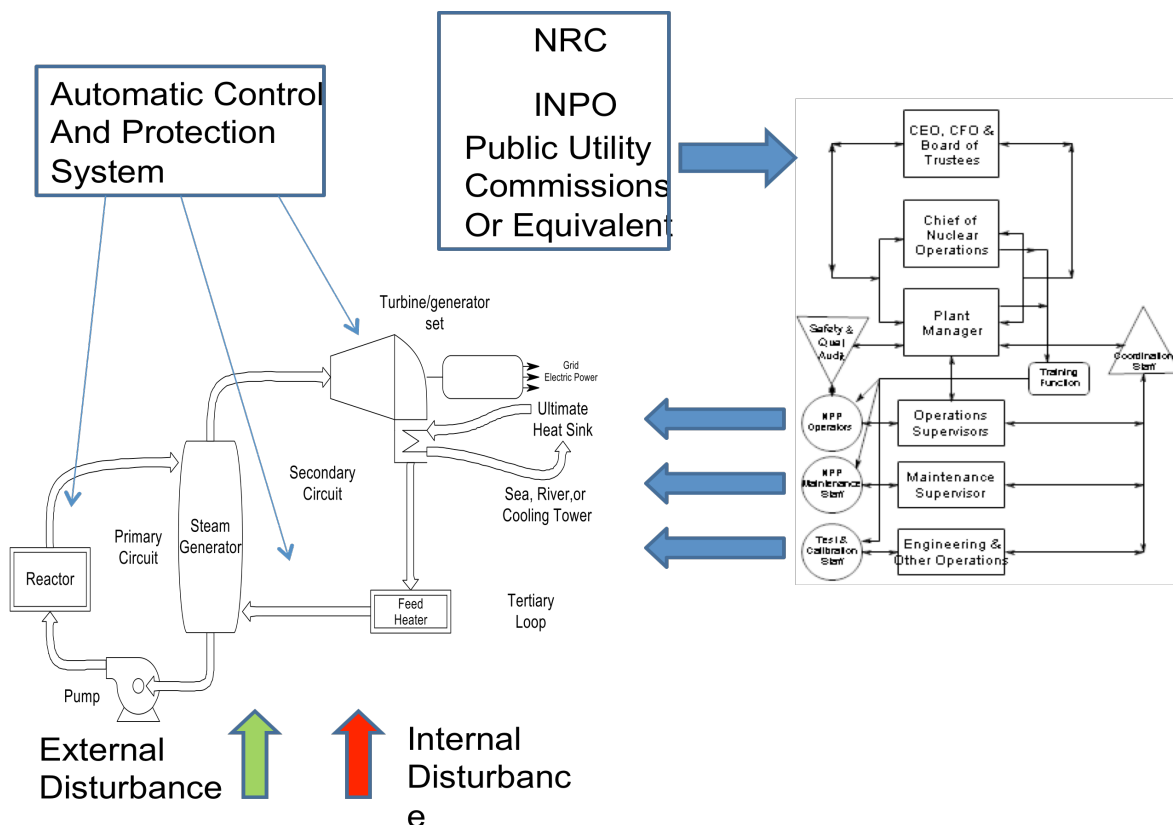 NRC
INPO
Public Utility
Commissions
Or Equivalent
Automatic Control
And Protection
System
CEO, CFO &
Board of
Trustees
Chief of
Nuclear
Operations
Plant
Manager
Safety &
Qual
Audit
Coordination
Staff
Training
Function
NPP
Operators
Operations
Supervisors
NPP
Maintenance
Staff
Maintenance
Supervisor
Test &
Calibration
Staff
Engineering &
Other Operations
Turbine/generator
set
Grid
Electric Power
Ultimate
Heat Sink
Sea, River,or
Cooling Tower
Secondary
Circuit
Primary
Circuit
Steam
Generator
Reactor
Feed
Heater
Tertiary
Loop
Pump
External
Disturbance
Internal
Disturbanc
e